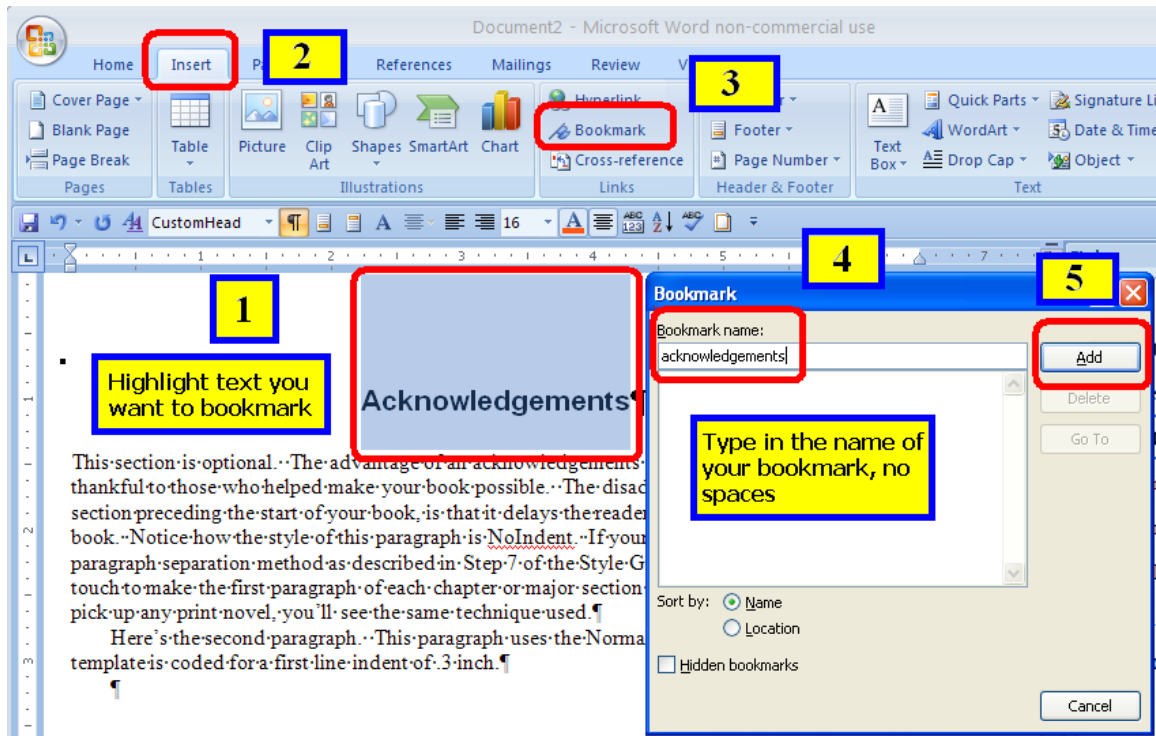 Document2 - Microsoft Word non-commercial use
2
Home Insert References Mailings Review
3
Cover Page
Blank Page
Page Break
Pages
Table
Tables
Picture
Clip Art
Shapes
SmartArt
Chart
Illustrations
Hyperlink
Bookmark
Cross-reference
Links
Footer
Page Number
Header & Footer
A
Text Box
Quick Parts
WordArt
Drop Cap
Signature Li
Date & Time
Object
Text
CustomHead 16
1 2 3 4 5 7
4
5
1
Highlight text you
want to bookmark
Acknowledgements¶
This section is optional. The advantage of an acknowledgements
thankful to those who helped make your book possible. The disad
section preceding the start of your book, is that it delays the reade
book. Notice how the style of this paragraph is NoIndent. If your
paragraph separation method as described in Step 7 of the Style G
touch to make the first paragraph of each chapter or major section
pick up any print novel, you'll see the same technique used.¶
Here's the second paragraph. This paragraph uses the Norma
template is coded for a first line indent of .3 inch.¶
¶
Bookmark
Bookmark name:
acknowledgements
Add
Delete
Go To
Type in the name of
your bookmark, no
spaces
Sort by: Name
Location
Hidden bookmarks
Cancel